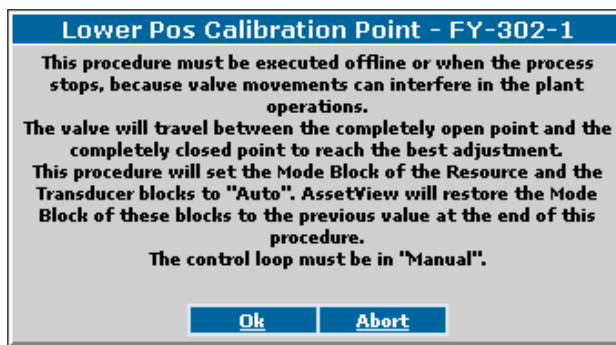 Lower Pos Calibration Point - FY-302-1
This procedure must be executed offline or when the process
stops, because valve movements can interfere in the plant
operations.
The valve will travel between the completely open point and the
completely closed point to reach the best adjustment.
This procedure will set the Mode Block of the Resource and the
Transducer blocks to "Auto". AssetView will restore the Mode
Block of these blocks to the previous value at the end of this
procedure.
The control loop must be in "Manual".
Ok Abort